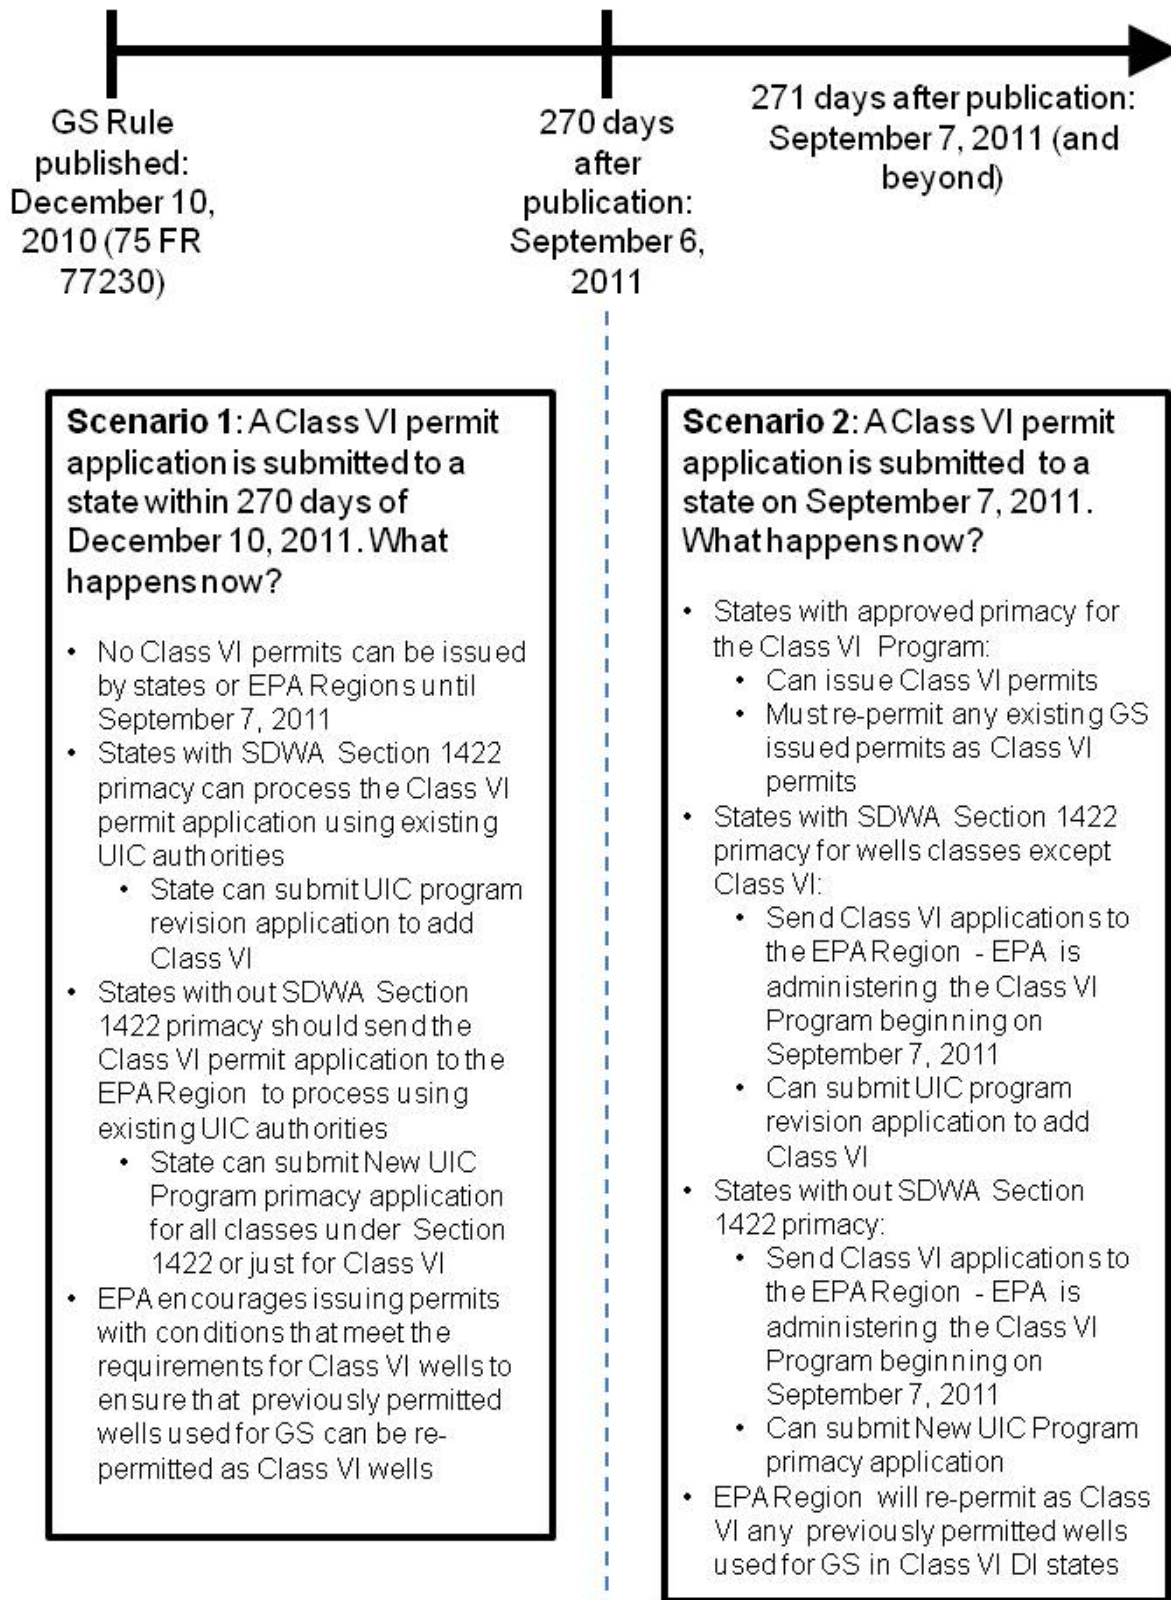 GS Rule
published:
December 10,
2010 (75 FR
77230)
270 days
after
publication:
September 6,
2011
271 days after publication:
September 7, 2011 (and
beyond)
Scenario 1: A Class VI permit
application is submitted to a
state within 270 days of
December 10, 2011. What
happens now?
• No Class VI permits can be issued
by states or EPA Regions until
September 7, 2011
• States with SDWA Section 1422
primacy can process the Class VI
permit application using existing
UIC authorities
• State can submit UIC program
revision application to add
Class VI
• States without SDWA Section
1422 primacy should send the
Class VI permit application to the
EPA Region to process using
existing UIC authorities
• State can submit New UIC
Program primacy application
for all classes under Section
1422 or just for Class VI
• EPA encourages issuing permits
with conditions that meet the
requirements for Class VI wells to
ensure that previously permitted
wells used for GS can be re-
permitted as Class VI wells
Scenario 2: A Class VI permit
application is submitted to a
state on September 7, 2011.
What happens now?
• States with approved primacy for
the Class VI Program:
• Can issue Class VI permits
• Must re-permit any existing GS
issued permits as Class VI
permits
• States with SDWA Section 1422
primacy for wells classes except
Class VI:
• Send Class VI applications to
the EPA Region - EPA is
administering the Class VI
Program beginning on
September 7, 2011
• Can submit UIC program
revision application to add
Class VI
• States without SDWA Section
1422 primacy:
• Send Class VI applications to
the EPA Region - EPA is
administering the Class VI
Program beginning on
September 7, 2011
• Can submit New UIC Program
primacy application
• EPA Region will re-permit as Class
VI any previously permitted wells
used for GS in Class VI DI states